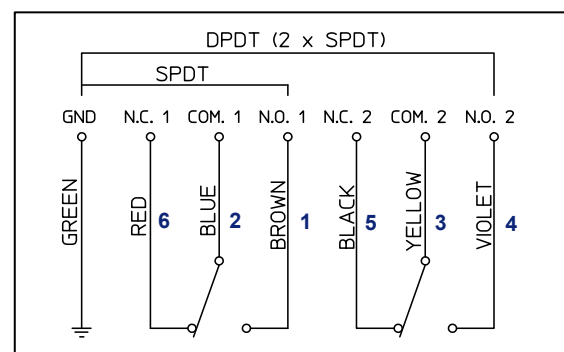 DPDT (2 x SPDT)
SPDT
GND N.C. 1 COM. 1 N.O. 1 N.C. 2 COM. 2 N.O. 2
GREEN RED 6 BLUE 2 BROWN 1 BLACK 5 YELLOW 3 VIOLET 4